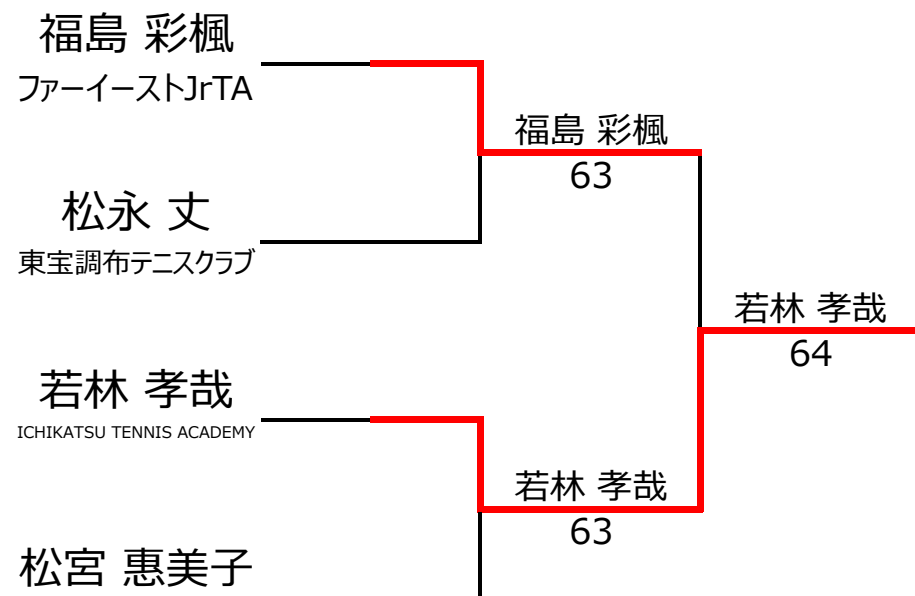 福島 彩楓
ファーイーストJrTA
福島 彩楓
63
松永 丈
東宝調布テニスクラブ
若林 孝哉
64
若林 孝哉
ICHIKATSU TENNIS ACADEMY
若林 孝哉
63
松宮 惠美子